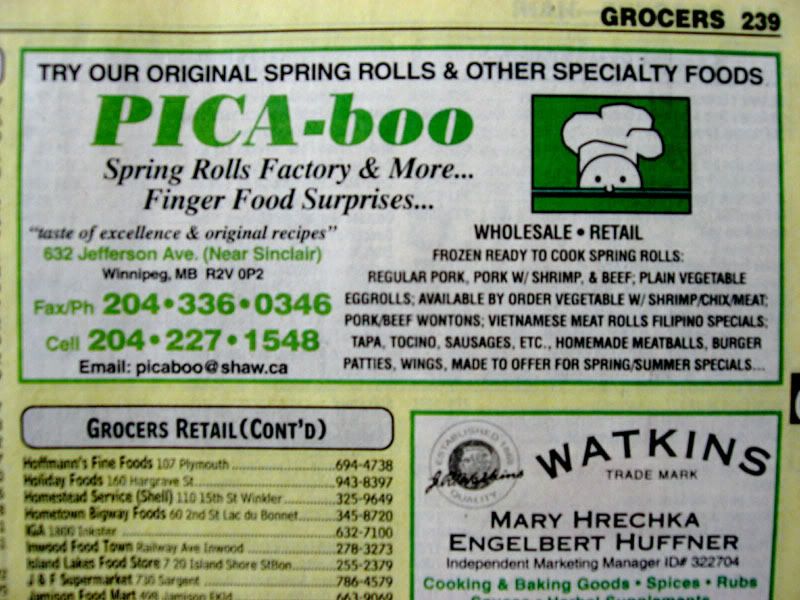 GROCERS 239
TRY OUR ORIGINAL SPRING ROLLS & OTHER SPECIALTY FOODS
PICA-boo
Spring Rolls Factory & More...
Finger Food Surprises...
"taste of excellence & original recipes"
632 Jefferson Ave. (Near Sinclair)
Winnipeg, MB R2V 0P2
Fax/Ph 204•336•0346
Cell 204•227•1548
Email: picaboo@shaw.ca
WHOLESALE • RETAIL
FROZEN READY TO COOK SPRING ROLLS:
REGULAR PORK, PORK W/ SHRIMP, & BEEF; PLAIN VEGETABLE
EGGROLLS; AVAILABLE BY ORDER VEGETABLE W/ SHRIMP/CHIX/MEAT;
PORK/BEEF WONTONS; VIETNAMESE MEAT ROLLS FILIPINO SPECIALS;
TAPA, TOCINO, SAUSAGES, ETC., HOMEMADE MEATBALLS, BURGER
PATTIES, WINGS, MADE TO OFFER FOR SPRING/SUMMER SPECIALS...
GROCERS RETAIL(CONT'D)
Hoffmann's Fine Foods 107 Plymouth 694-4738
Holiday Foods 160 Hargrave St 943-8397
Homestead Service (Shell) 110 15th St Winkler 325-9649
Hometown Bigway Foods 60 2nd St Lac du Bonnet 345-8720
IGA 1800 Inkster 632-7100
Inwood Food Town Railway Ave Inwood 278-3273
Island Lakes Food Store 7 20 Island Shore StBon 255-2379
J & F Supermarket 730 Sargent 786-4579
Jamison Food Mart 499 Jamison EKld 663-9069
ESTABLISHED 1868
QUALITY
WATKINS
TRADE MARK
MARY HRECHKA
ENGELBERT HUFFNER
Independent Marketing Manager ID# 322704
Cooking & Baking Goods • Spices • Rubs